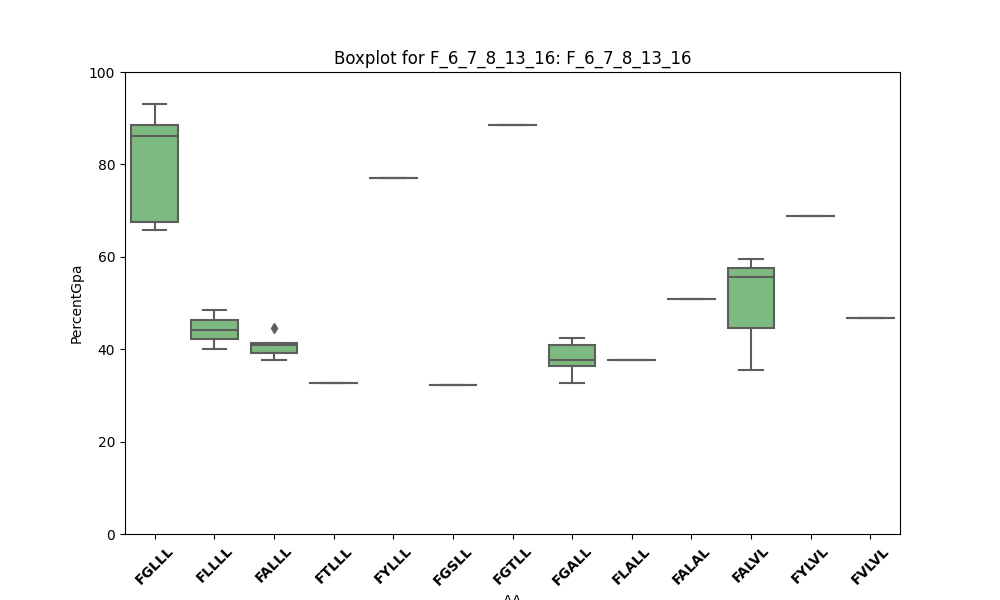 Boxplot for F_6_7_8_13_16: F_6_7_8_13_16
100
80
60
40
20
0
PercentGpa
FGLLL
FLLLL
FALLL
FTLLL
FYLLL
FGSLL
FGTLL
FGALL
FLALL
FALAL
FALVL
FYLVL
FVLVL
AA